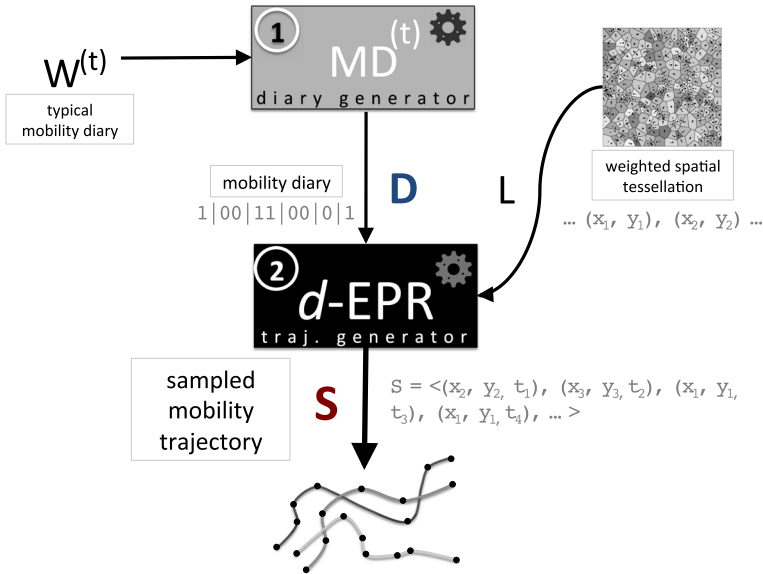 1
MD(t)
diary generator
W(t)
typical
mobility diary
weighted spatial
tessellation
… (x1, y1), (x2, y2) …
mobility diary
1|00|11|00|0|1
D
L
2
d-EPR
traj. generator
sampled
mobility
trajectory
S
S = <(x2, y2, t1), (x3, y3, t2), (x1, y1,
t3), (x1, y1, t4), … >